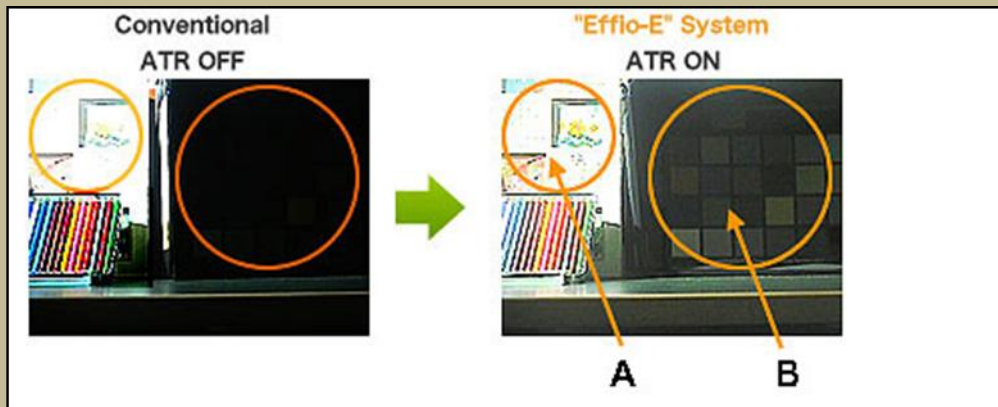 Conventional
ATR OFF
"Effio-E" System
ATR ON
A
B